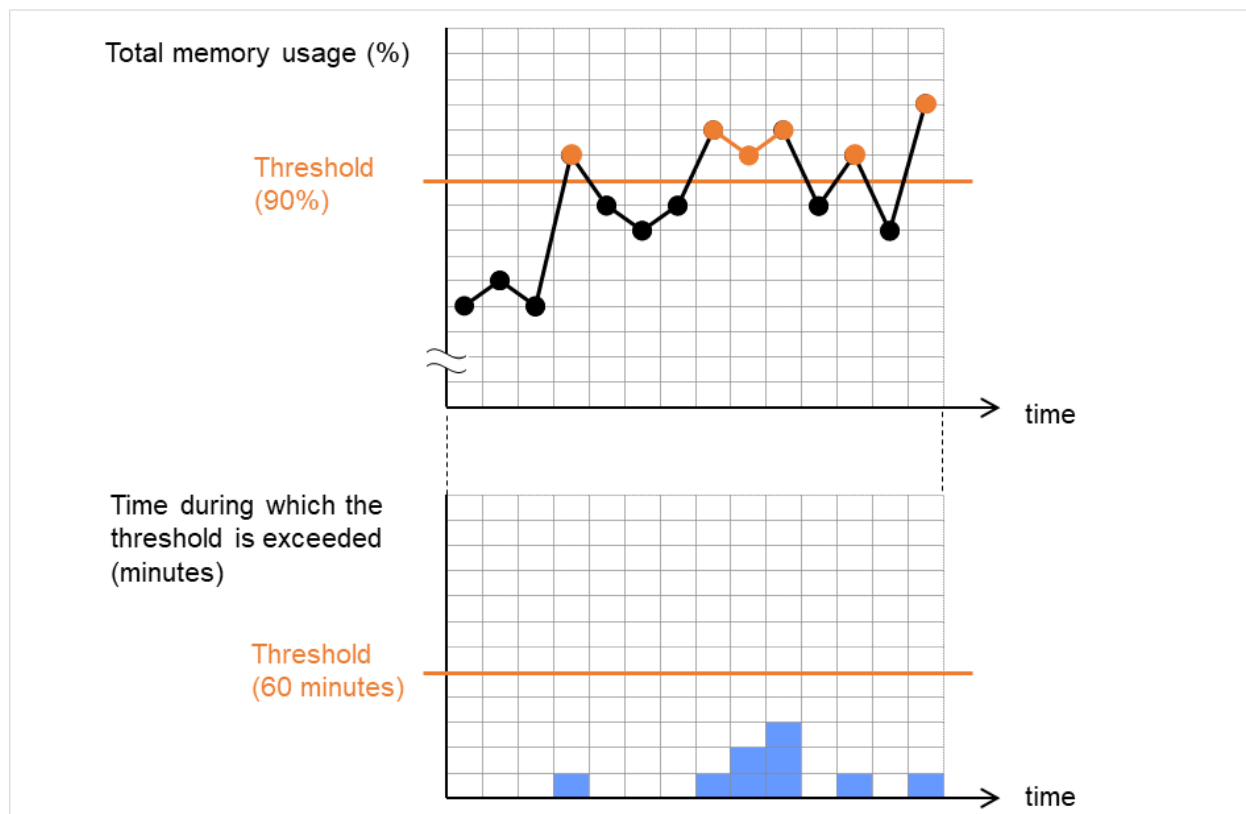 Total memory usage (%)
Threshold
(90%)
time
Time during which the
threshold is exceeded
(minutes)
Threshold
(60 minutes)
time